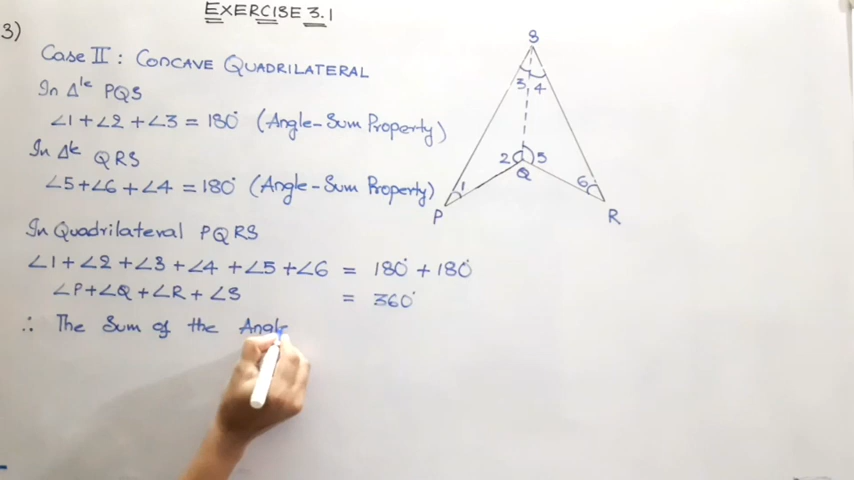 EXERCISE 3.1
3)
Case II : CONCAVE QUADRILATERAL
In Δle PQS
∠1 + ∠2 + ∠3 = 180° (Angle-Sum Property)
In Δle QRS
∠5 + ∠6 + ∠4 = 180° (Angle-Sum Property)
In Quadrilateral PQRS
∠1 + ∠2 + ∠3 + ∠4 + ∠5 + ∠6 = 180° + 180°
∠P + ∠Q + ∠R + ∠S = 360°
∴ The Sum of the Angle
S
3 4
2 5
Q
1
6
P
R